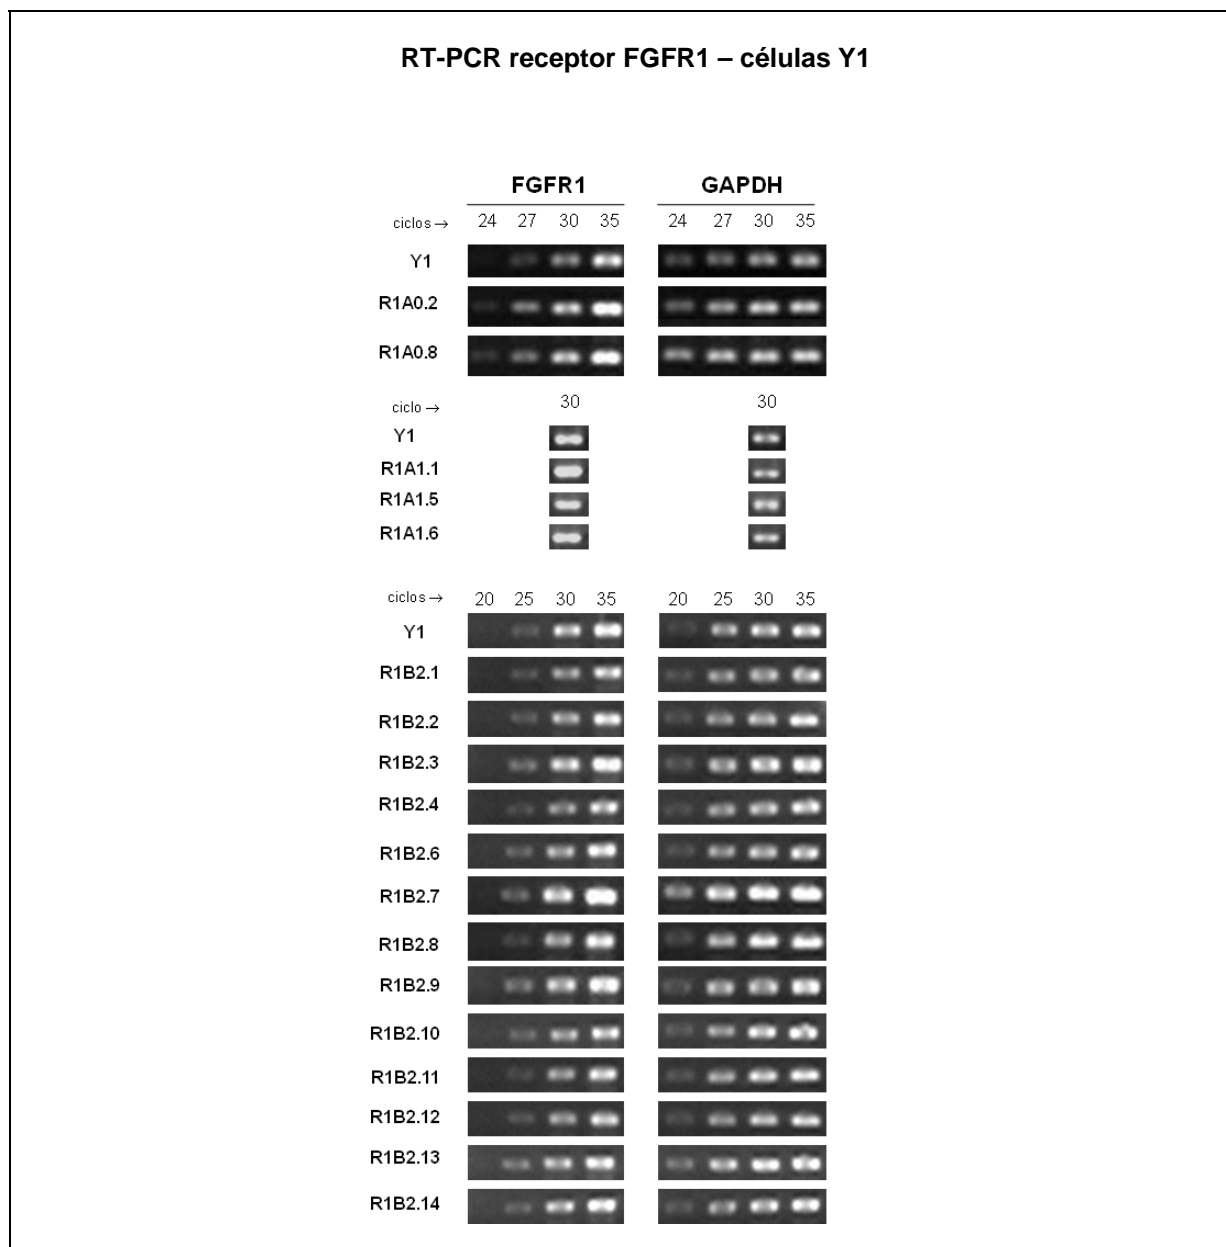 RT-PCR receptor FGFR1 – células Y1
FGFR1 GAPDH
ciclos → 24 27 30 35 24 27 30 35
Y1
R1A0.2
R1A0.8
ciclo → 30 30
Y1
R1A1.1
R1A1.5
R1A1.6
ciclos → 20 25 30 35 20 25 30 35
Y1
R1B2.1
R1B2.2
R1B2.3
R1B2.4
R1B2.6
R1B2.7
R1B2.8
R1B2.9
R1B2.10
R1B2.11
R1B2.12
R1B2.13
R1B2.14